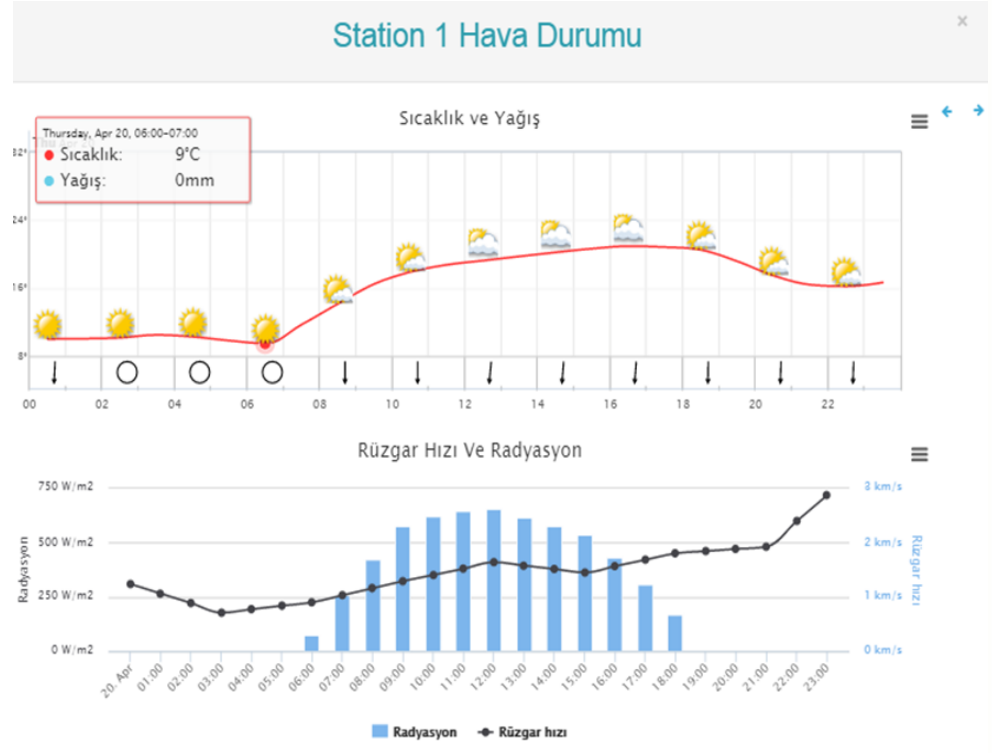 Station 1 Hava Durumu
×
Sıcaklık ve Yağış
Thursday, Apr 20, 06:00-07:00
Sıcaklık: 9°C
Yağış: 0mm
Thu Apr 20
32°
24°
16°
8°
00 02 04 06 08 10 12 14 16 18 20 22
Rüzgar Hızı Ve Radyasyon
750 W/m2 3 km/s
500 W/m2 2 km/s
250 W/m2 1 km/s
0 W/m2 0 km/s
Radyasyon
Rüzgar hızı
20. Apr 01:00 02:00 03:00 04:00 05:00 06:00 07:00 08:00 09:00 10:00 11:00 12:00 13:00 14:00 15:00 16:00 17:00 18:00 19:00 20:00 21:00 22:00 23:00
Radyasyon Rüzgar hızı